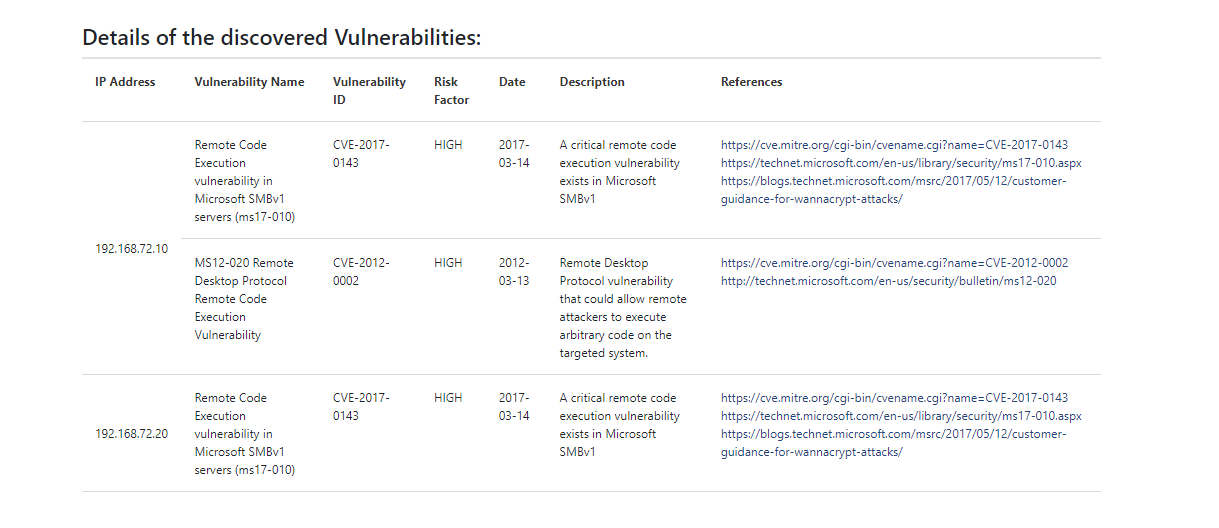 Details of the discovered Vulnerabilities:
IP Address Vulnerability Name Vulnerability ID Risk Factor Date Description References
192.168.72.10
Remote Code
Execution
vulnerability in
Microsoft SMBv1
servers (ms17-010)
CVE-2017-
0143
HIGH
2017-
03-14
A critical remote code
execution vulnerability
exists in Microsoft
SMBv1
https://cve.mitre.org/cgi-bin/cvename.cgi?name=CVE-2017-0143
https://technet.microsoft.com/en-us/library/security/ms17-010.aspx
https://blogs.technet.microsoft.com/msrc/2017/05/12/customer-
guidance-for-wannacrypt-attacks/
MS12-020 Remote
Desktop Protocol
Remote Code
Execution
Vulnerability
CVE-2012-
0002
HIGH
2012-
03-13
Remote Desktop
Protocol vulnerability
that could allow remote
attackers to execute
arbitrary code on the
targeted system.
https://cve.mitre.org/cgi-bin/cvename.cgi?name=CVE-2012-0002
http://technet.microsoft.com/en-us/security/bulletin/ms12-020
192.168.72.20
Remote Code
Execution
vulnerability in
Microsoft SMBv1
servers (ms17-010)
CVE-2017-
0143
HIGH
2017-
03-14
A critical remote code
execution vulnerability
exists in Microsoft
SMBv1
https://cve.mitre.org/cgi-bin/cvename.cgi?name=CVE-2017-0143
https://technet.microsoft.com/en-us/library/security/ms17-010.aspx
https://blogs.technet.microsoft.com/msrc/2017/05/12/customer-
guidance-for-wannacrypt-attacks/